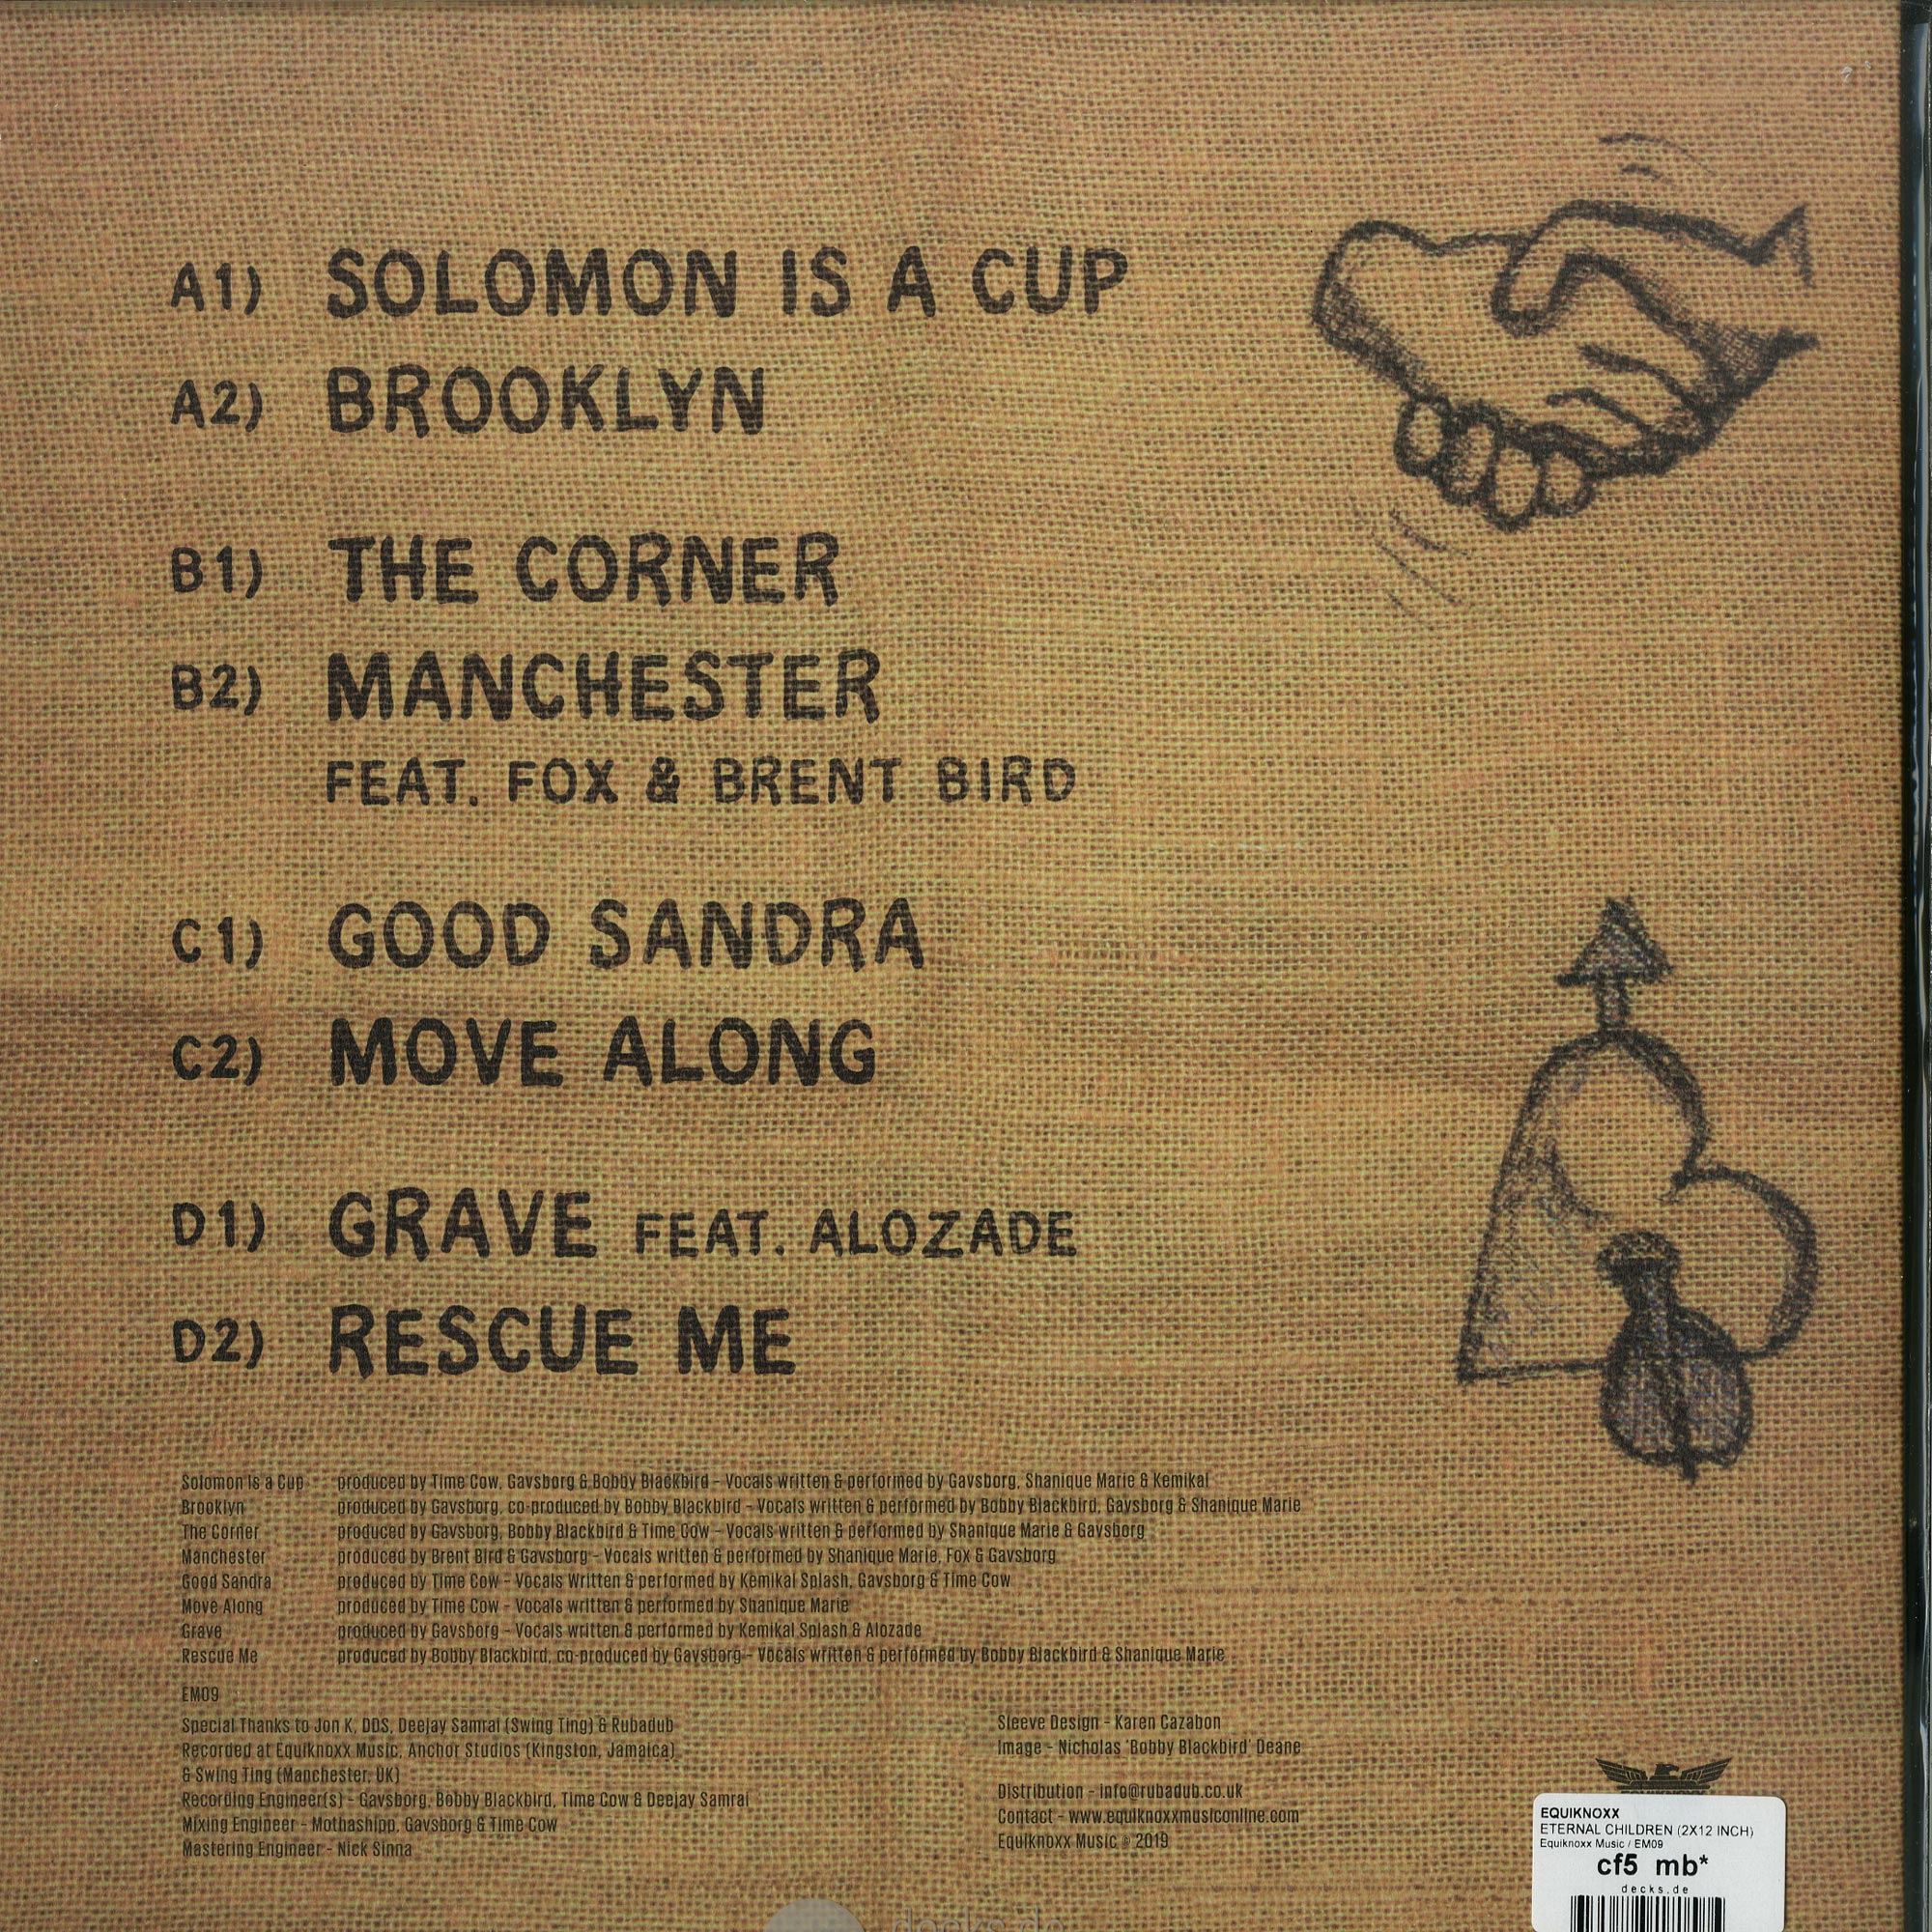 A1) SOLOMON IS A CUP
A2) BROOKLYN
B1) THE CORNER
B2) MANCHESTER
FEAT. FOX & BRENT BIRD
C1) GOOD SANDRA
C2) MOVE ALONG
D1) GRAVE FEAT. ALOZADE
D2) RESCUE ME
Solomon Is a Cup produced by Time Cow, Gavsborg & Bobby Blackbird - Vocals written & performed by Gavsborg, Shanique Marie & Kemikal
Brooklyn produced by Gavsborg, co-produced by Bobby Blackbird - Vocals written & performed by Bobby Blackbird, Gavsborg & Shanique Marie
The Corner produced by Gavsborg, Bobby Blackbird & Time Cow - Vocals written & performed by Shanique Marie & Gavsborg
Manchester produced by Brent Bird & Gavsborg - Vocals written & performed by Shanique Marie, Fox & Gavsborg
Good Sandra produced by Time Cow - Vocals Written & performed by Kemikal Splash, Gavsborg & Time Cow
Move Along produced by Time Cow - Vocals written & performed by Shanique Marie
Grave produced by Gavsborg - Vocals written & performed by Kemikal Splash & Alozade
Rescue Me produced by Bobby Blackbird, co-produced by Gavsborg - Vocals written & performed by Bobby Blackbird & Shanique Marie
EM09
Special Thanks to Jon K, DDS, Deejay Samrai (Swing Ting) & Rubadub
Recorded at Equiknoxx Music, Anchor Studios (Kingston, Jamaica)
& Swing Ting (Manchester, UK)
Recording Engineer(s) - Gavsborg, Bobby Blackbird, Time Cow & Deejay Samrai
Mixing Engineer - Mothashipp, Gavsborg & Time Cow
Mastering Engineer - Nick Sinna
Sleeve Design - Karen Cazabon
Image - Nicholas 'Bobby Blackbird' Deane
Distribution - info@rubadub.co.uk
Contact - www.equiknoxxmusiconline.com
Equiknoxx Music © 2019
EQUIKNOXX
ETERNAL CHILDREN (2X12 INCH)
Equiknoxx Music / EM09
cf5 mb*
decks.de
decks.de